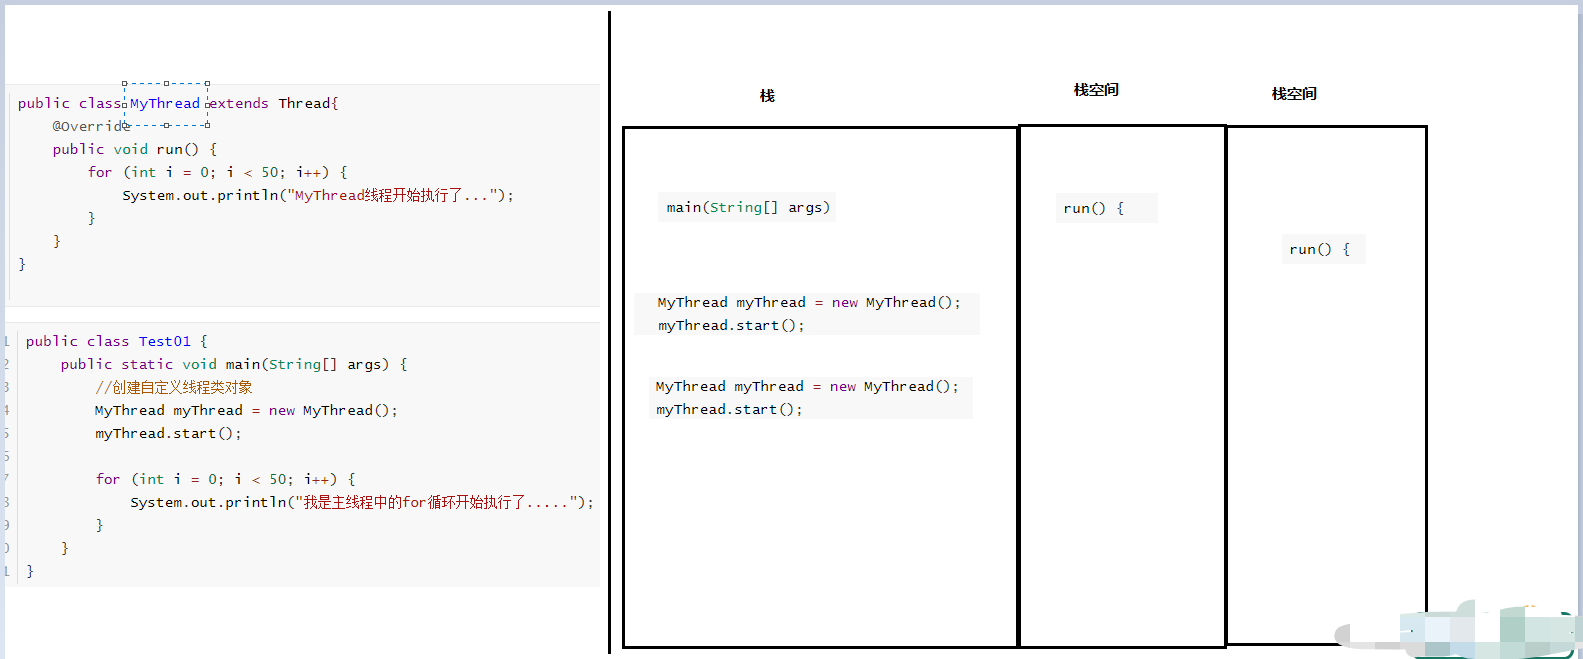 public class MyThread extends Thread{
@Override
public void run() {
for (int i = 0; i < 50; i++) {
System.out.println("MyThread线程开始执行了...");
}
}
}
1 public class Test01 {
2 public static void main(String[] args) {
3 //创建自定义线程类对象
4 MyThread myThread = new MyThread();
5 myThread.start();
6
7 for (int i = 0; i < 50; i++) {
8 System.out.println("我是主线程中的for循环开始执行了.....");
9 }
0 }
1 }
栈
栈空间
栈空间
main(String[] args)
run() {
run() {
MyThread myThread = new MyThread();
myThread.start();
MyThread myThread = new MyThread();
myThread.start();